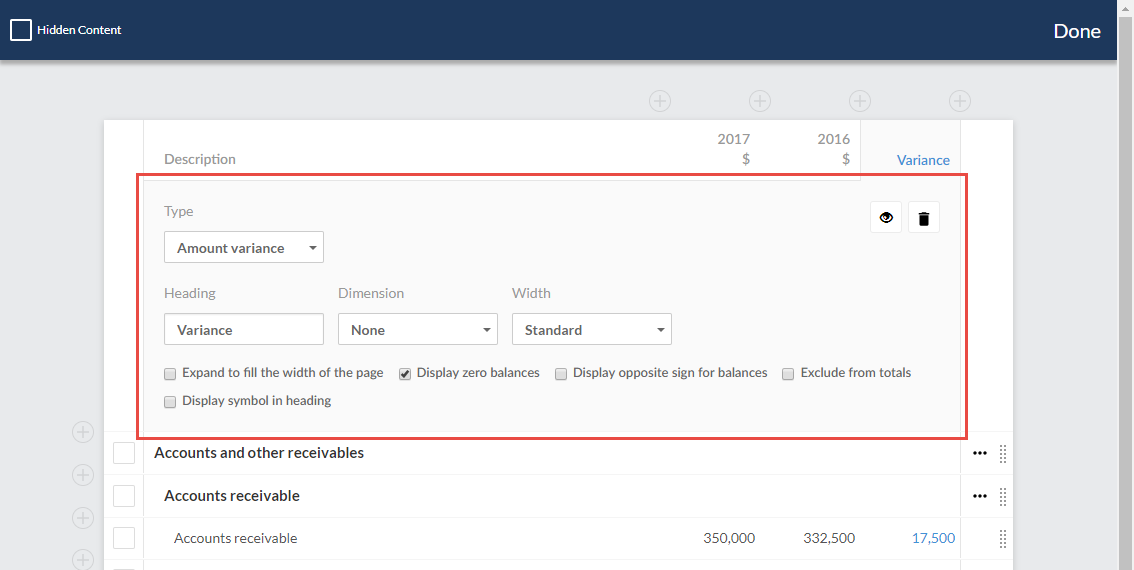 Hidden Content
Done
2017 2016
Description $ $ Variance
Type
Amount variance
Heading Dimension Width
Variance None Standard
Expand to fill the width of the page Display zero balances Display opposite sign for balances Exclude from totals
Display symbol in heading
Accounts and other receivables
Accounts receivable
Accounts receivable 350,000 332,500 17,500